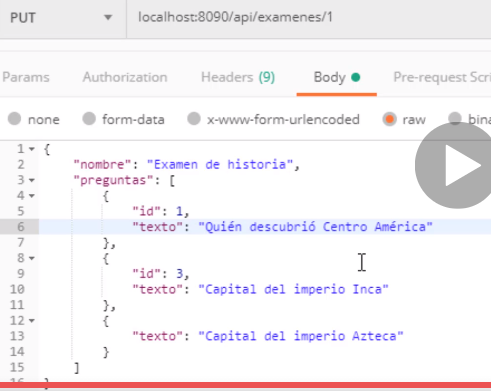 PUT localhost:8090/api/examenes/1
Params Authorization Headers (9) Body Pre-request Scri
none form-data x-www-form-urlencoded raw bina
1 {
2 "nombre": "Examen de historia",
3 "preguntas": [
4 {
5 "id": 1,
6 "texto": "Quién descubrió Centro América"
7 },
8 {
9 "id": 3,
10 "texto": "Capital del imperio Inca"
11 },
12 {
13 "texto": "Capital del imperio Azteca"
14 }
15 ]
16 }